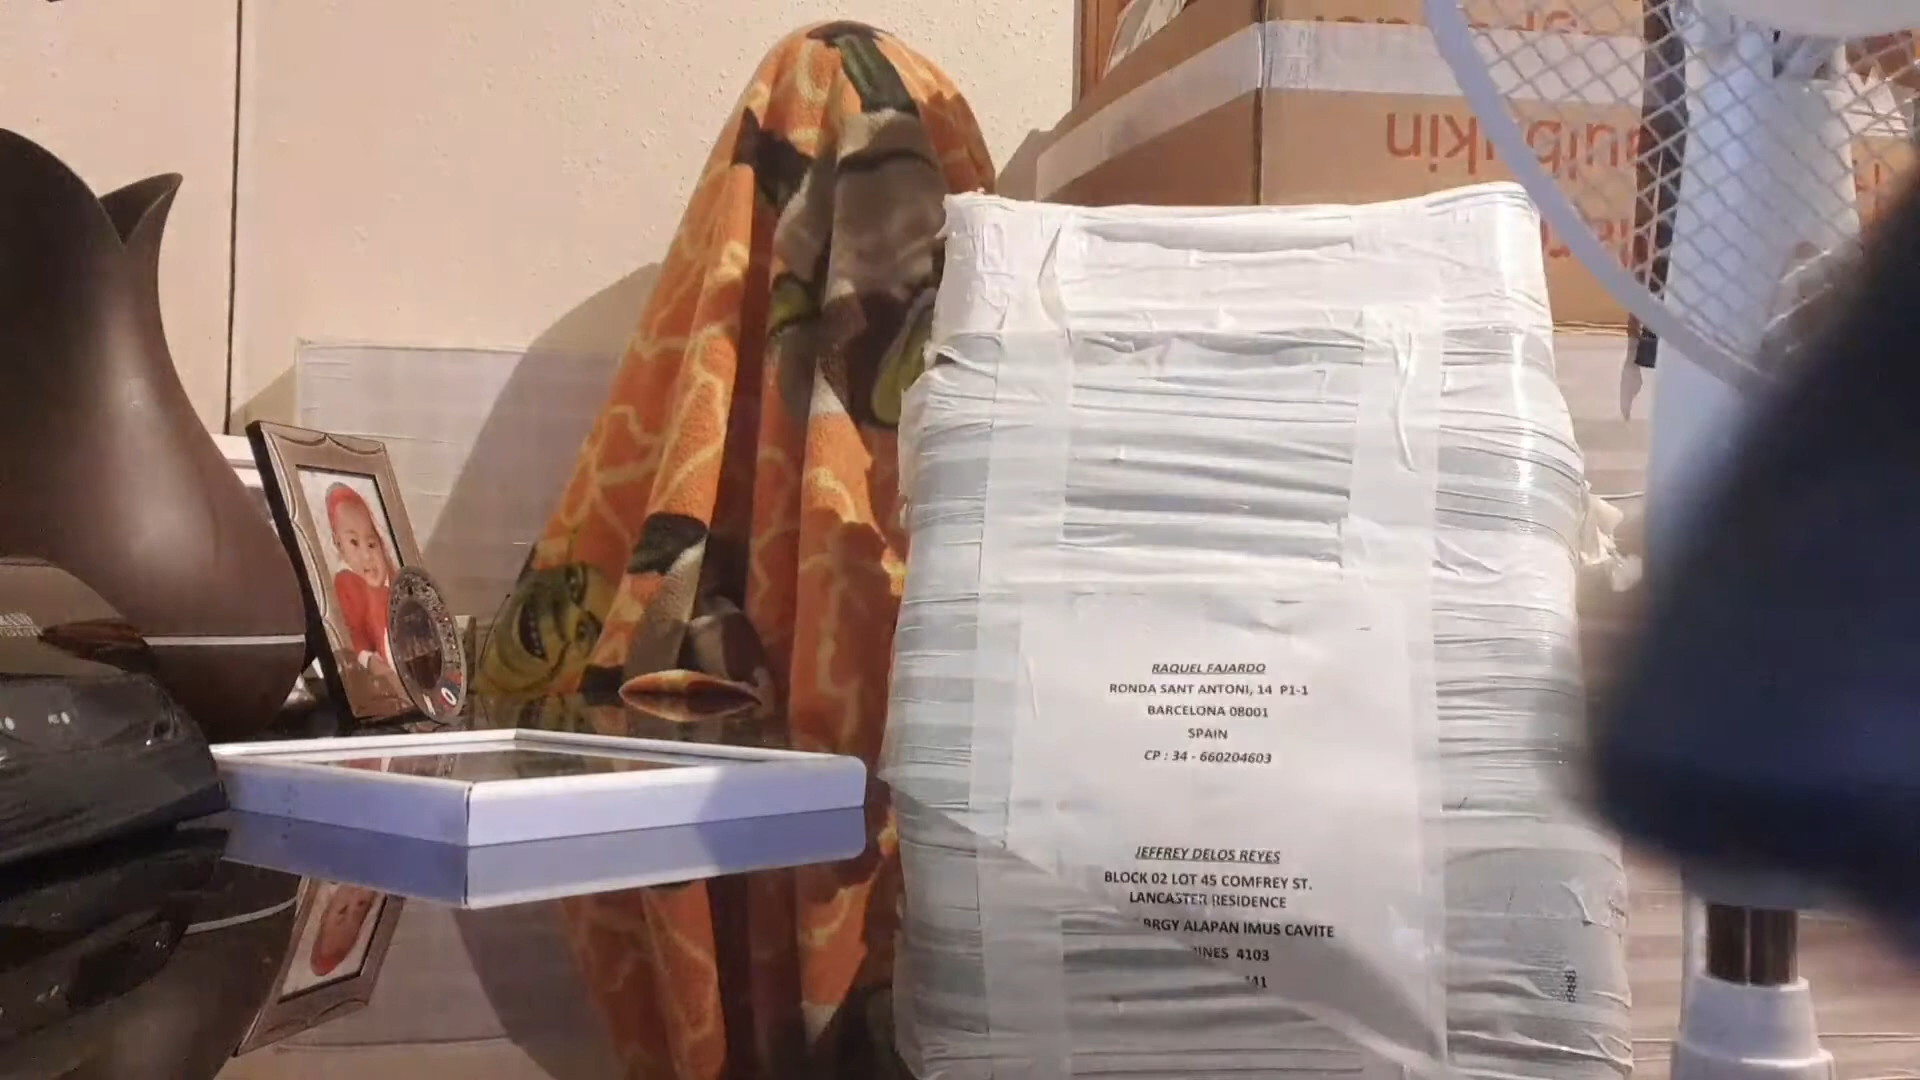 RAQUEL FAJARDO
RONDA SANT ANTONI, 14 P1-1
BARCELONA 08001
SPAIN
CP : 34 - 660204603
JEFFREY DELOS REYES
BLOCK 02 LOT 45 COMFREY ST.
LANCASTER RESIDENCE
BRGY ALAPAN IMUS CAVITE
4103